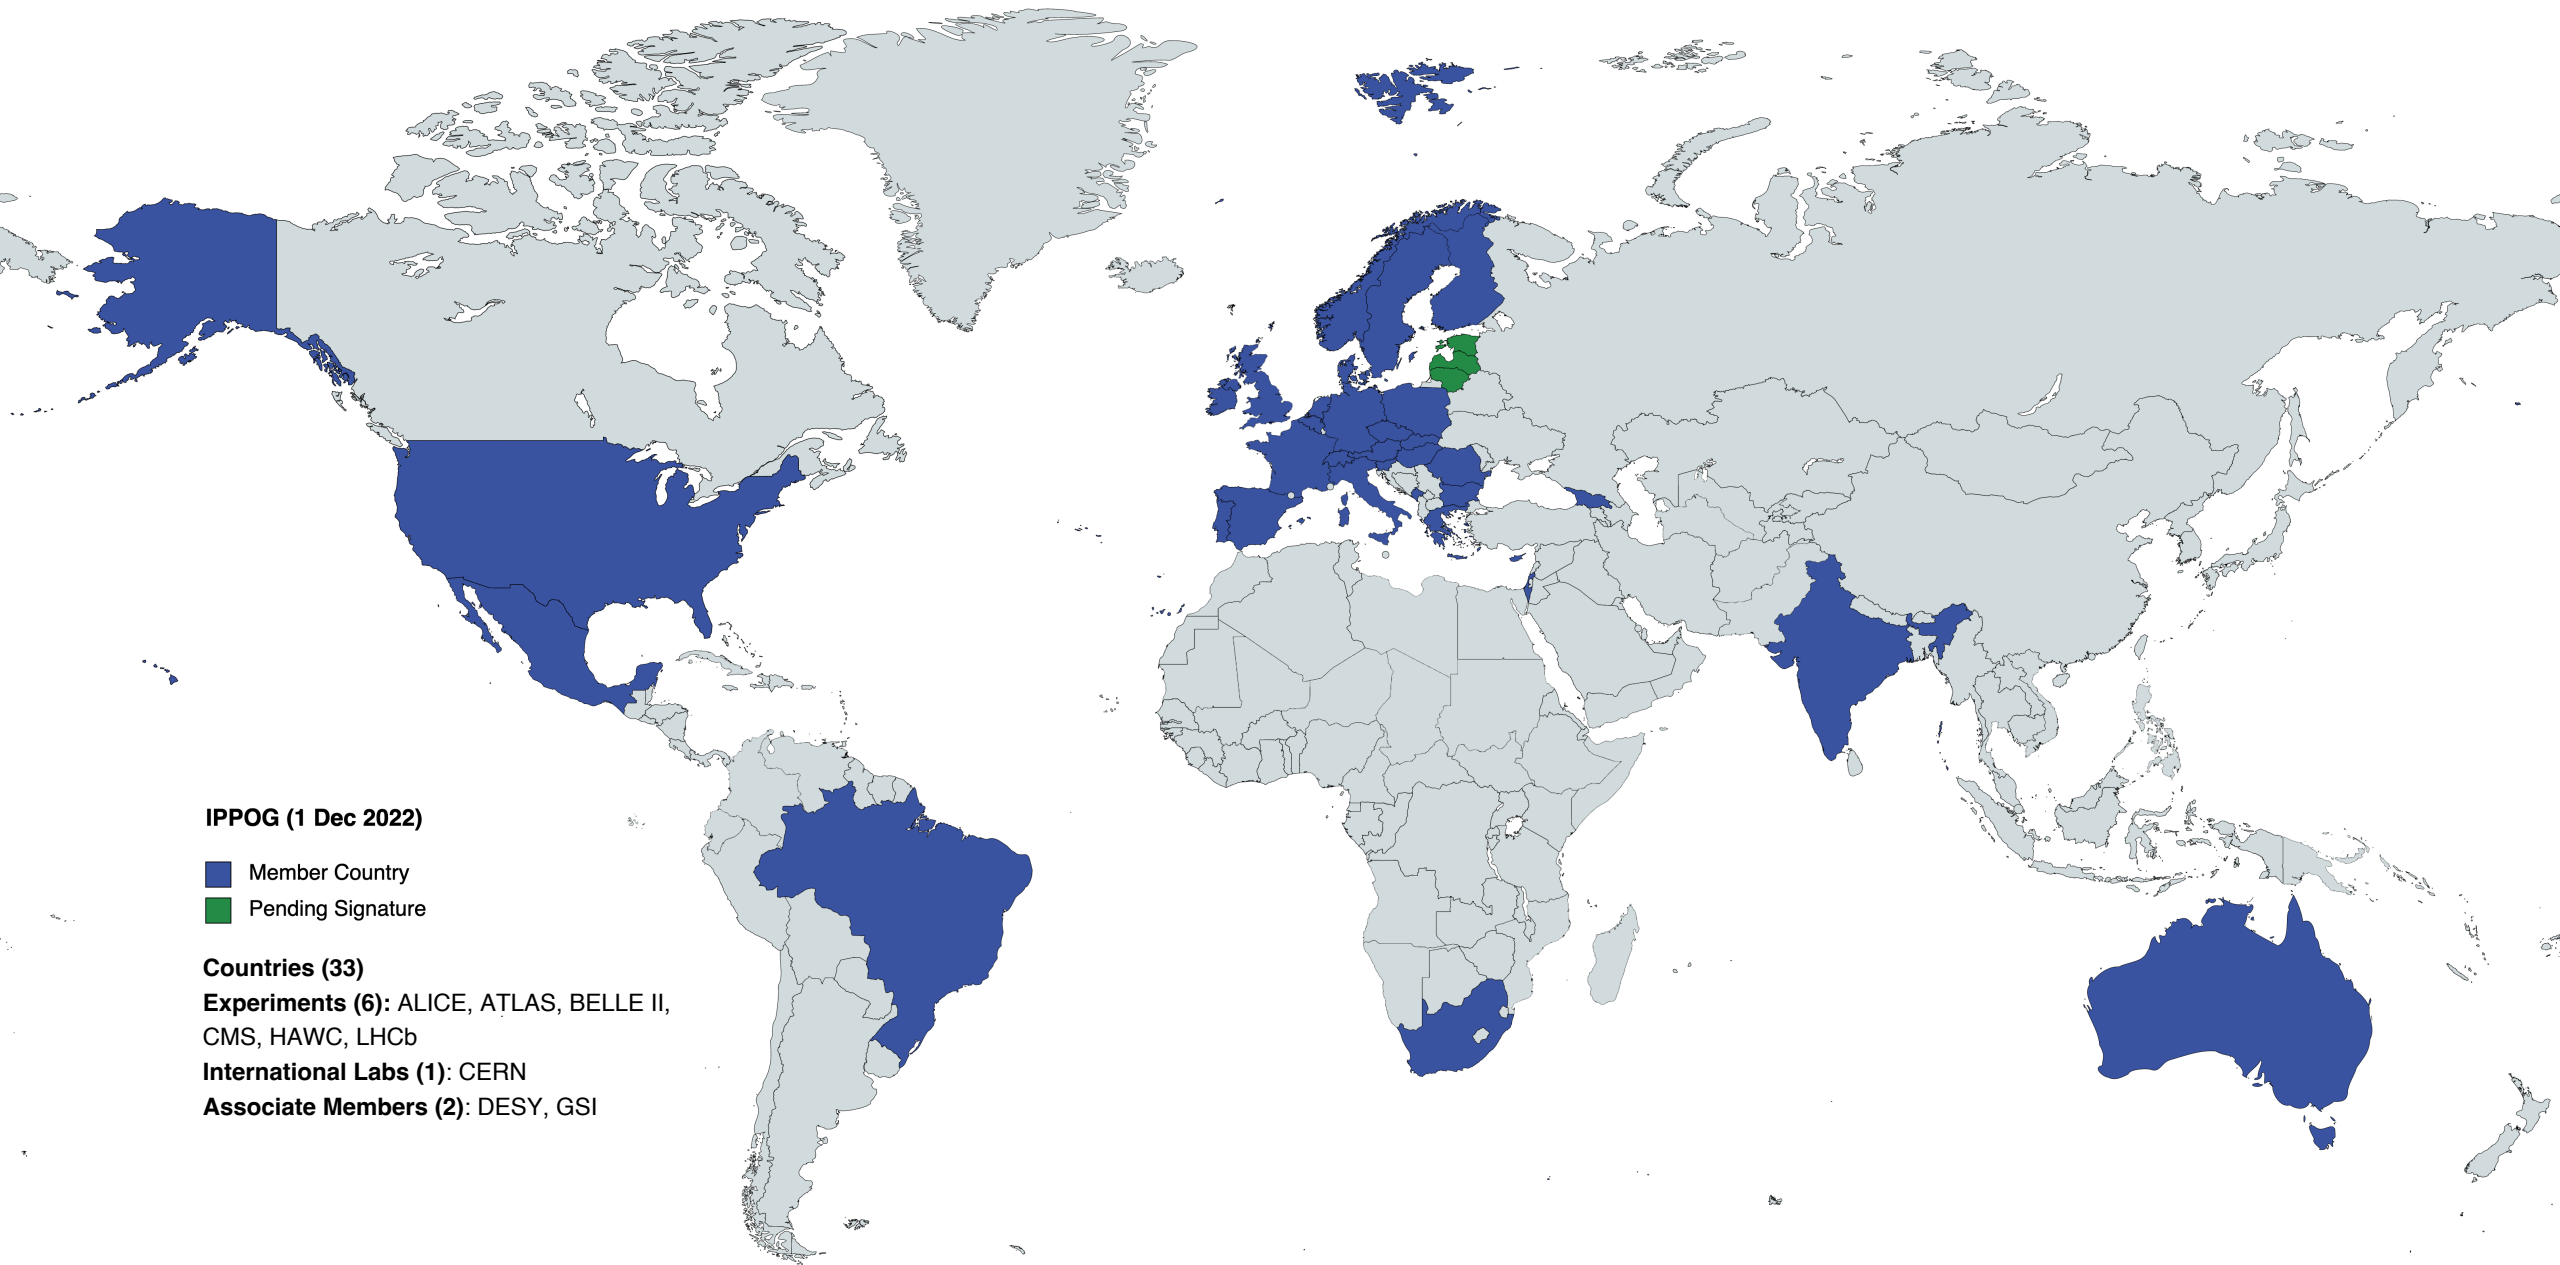 IPPOG (1 Dec 2022)
Member Country
Pending Signature
Countries (33)
Experiments (6): ALICE, ATLAS, BELLE II,
CMS, HAWC, LHCb
International Labs (1): CERN
Associate Members (2): DESY, GSI